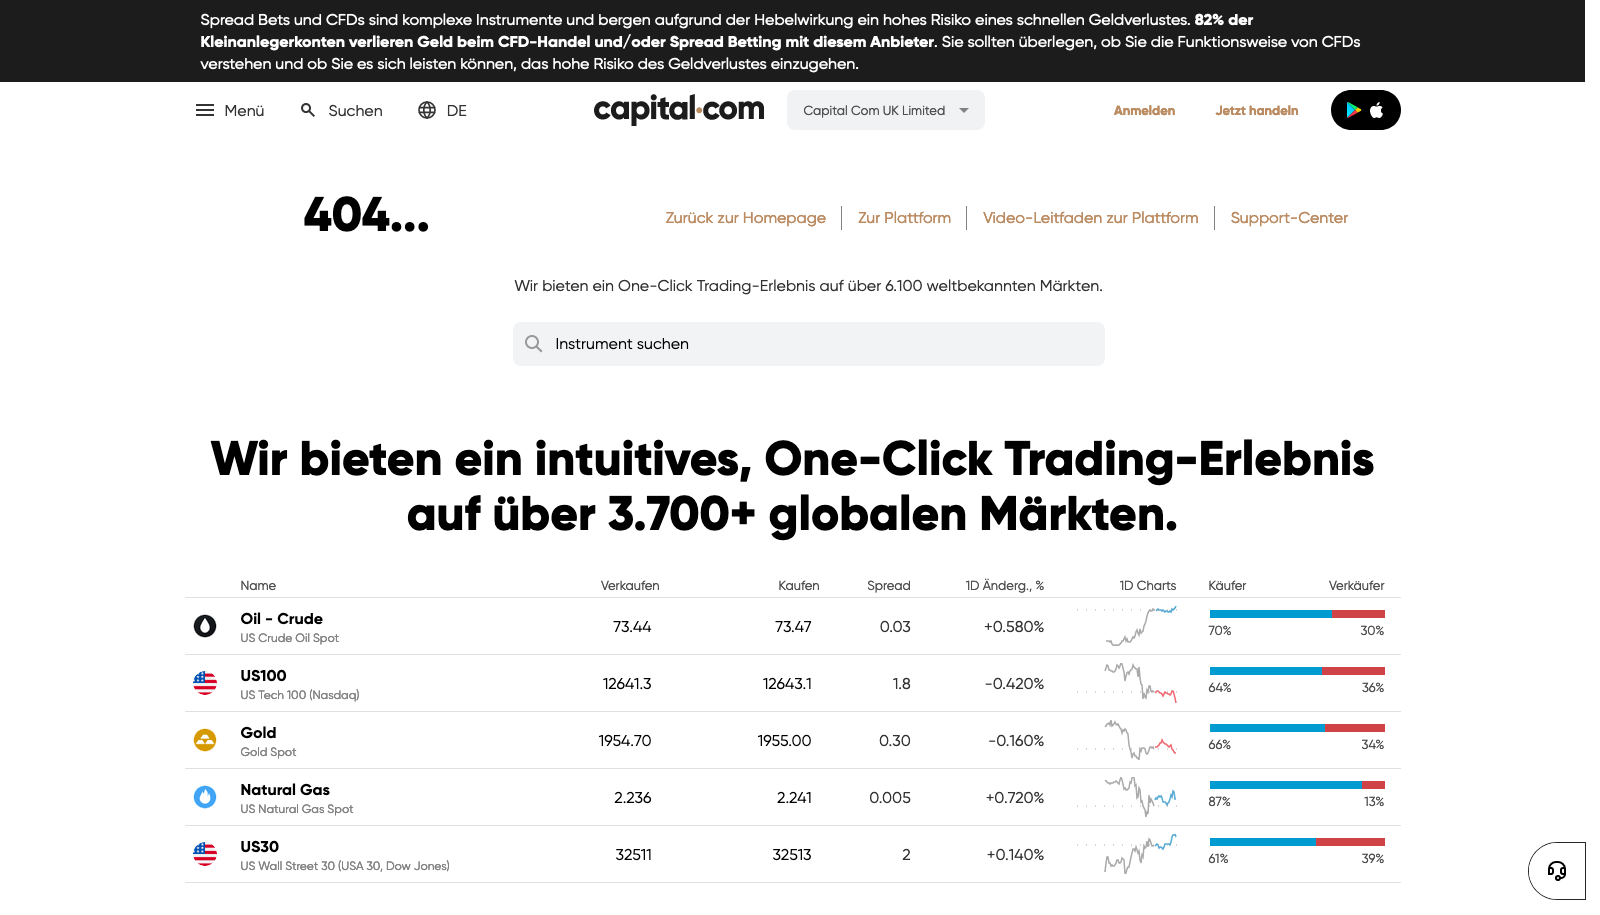 Spread Bets und CFDs sind komplexe Instrumente und bergen aufgrund der Hebelwirkung ein hohes Risiko eines schnellen Geldverlustes. 82% der
Kleinanlegerkonten verlieren Geld beim CFD-Handel und/oder Spread Betting mit diesem Anbieter. Sie sollten überlegen, ob Sie die Funktionsweise von CFDs
verstehen und ob Sie es sich leisten können, das hohe Risiko des Geldverlustes einzugehen.
Menü Suchen DE capital.com Capital Com UK Limited Anmelden Jetzt handeln
404...
Zurück zur Homepage Zur Plattform Video-Leitfaden zur Plattform Support-Center
Wir bieten ein One-Click Trading-Erlebnis auf über 6.100 weltbekannten Märkten.
Instrument suchen
Wir bieten ein intuitives, One-Click Trading-Erlebnis
auf über 3.700+ globalen Märkten.
Name Verkaufen Kaufen Spread 1D Änderg., % 1D Charts Käufer Verkäufer
Oil - Crude 73.44 73.47 0.03 +0.580%
US Crude Oil Spot 70% 30%
US100 12641.3 12643.1 1.8 -0.420%
US Tech 100 (Nasdaq) 64% 36%
Gold 1954.70 1955.00 0.30 -0.160%
Gold Spot 66% 34%
Natural Gas 2.236 2.241 0.005 +0.720%
US Natural Gas Spot 87% 13%
US30 32511 32513 2 +0.140%
US Wall Street 30 (USA 30, Dow Jones) 61% 39%